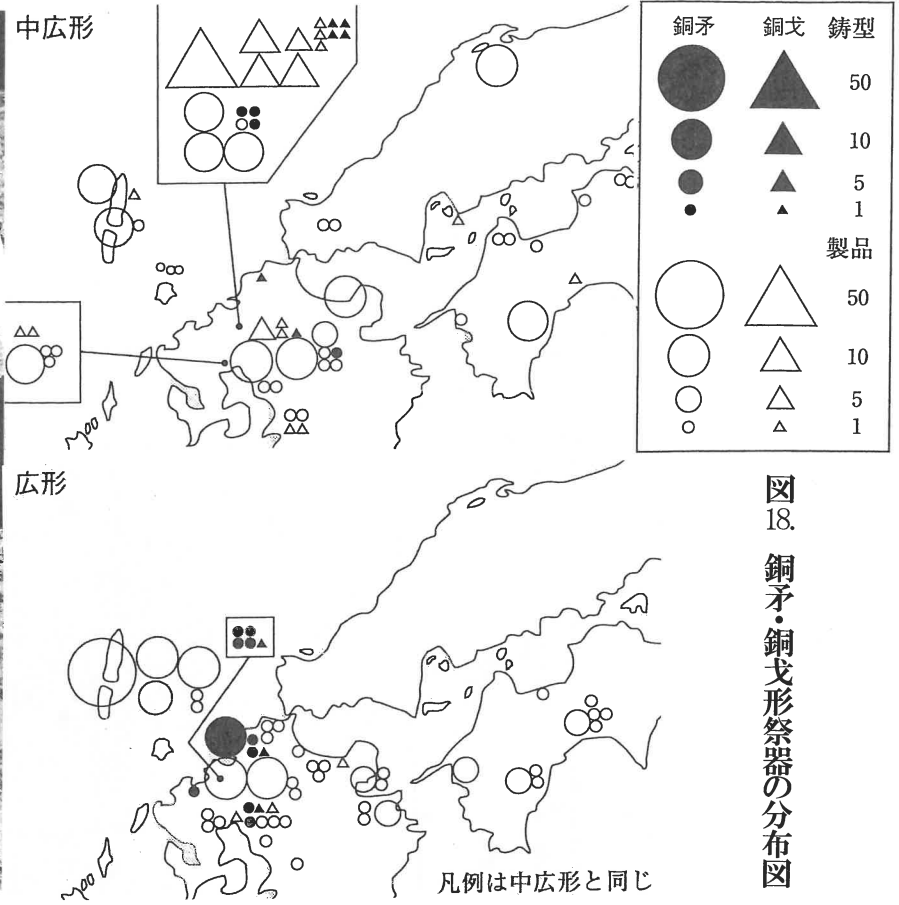 中広形
銅矛 銅戈 鋳型
50
10
5
1
製品
50
10
5
1
広形
凡例は中広形と同じ
図18. 銅矛・銅戈形祭器の分布図